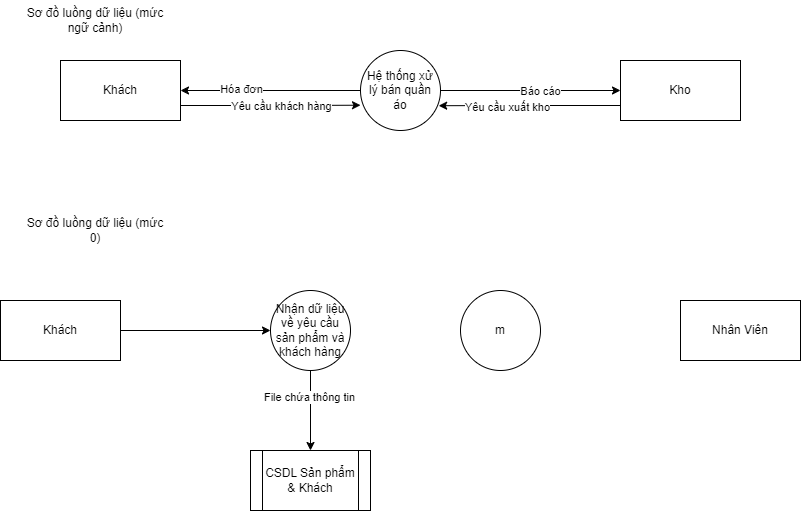 Sơ đồ luồng dữ liệu (mức
ngữ cảnh)
Khách
Hóa đơn
Yêu cầu khách hàng
Hệ thống xử
lý bán quần
áo
Báo cáo
Yêu cầu xuất kho
Kho
Sơ đồ luồng dữ liệu (mức
0)
Khách
Nhận dữ liệu
về yêu cầu
sản phẩm và
khách hàng
m
Nhân Viên
File chứa thông tin
CSDL Sản phẩm
& Khách